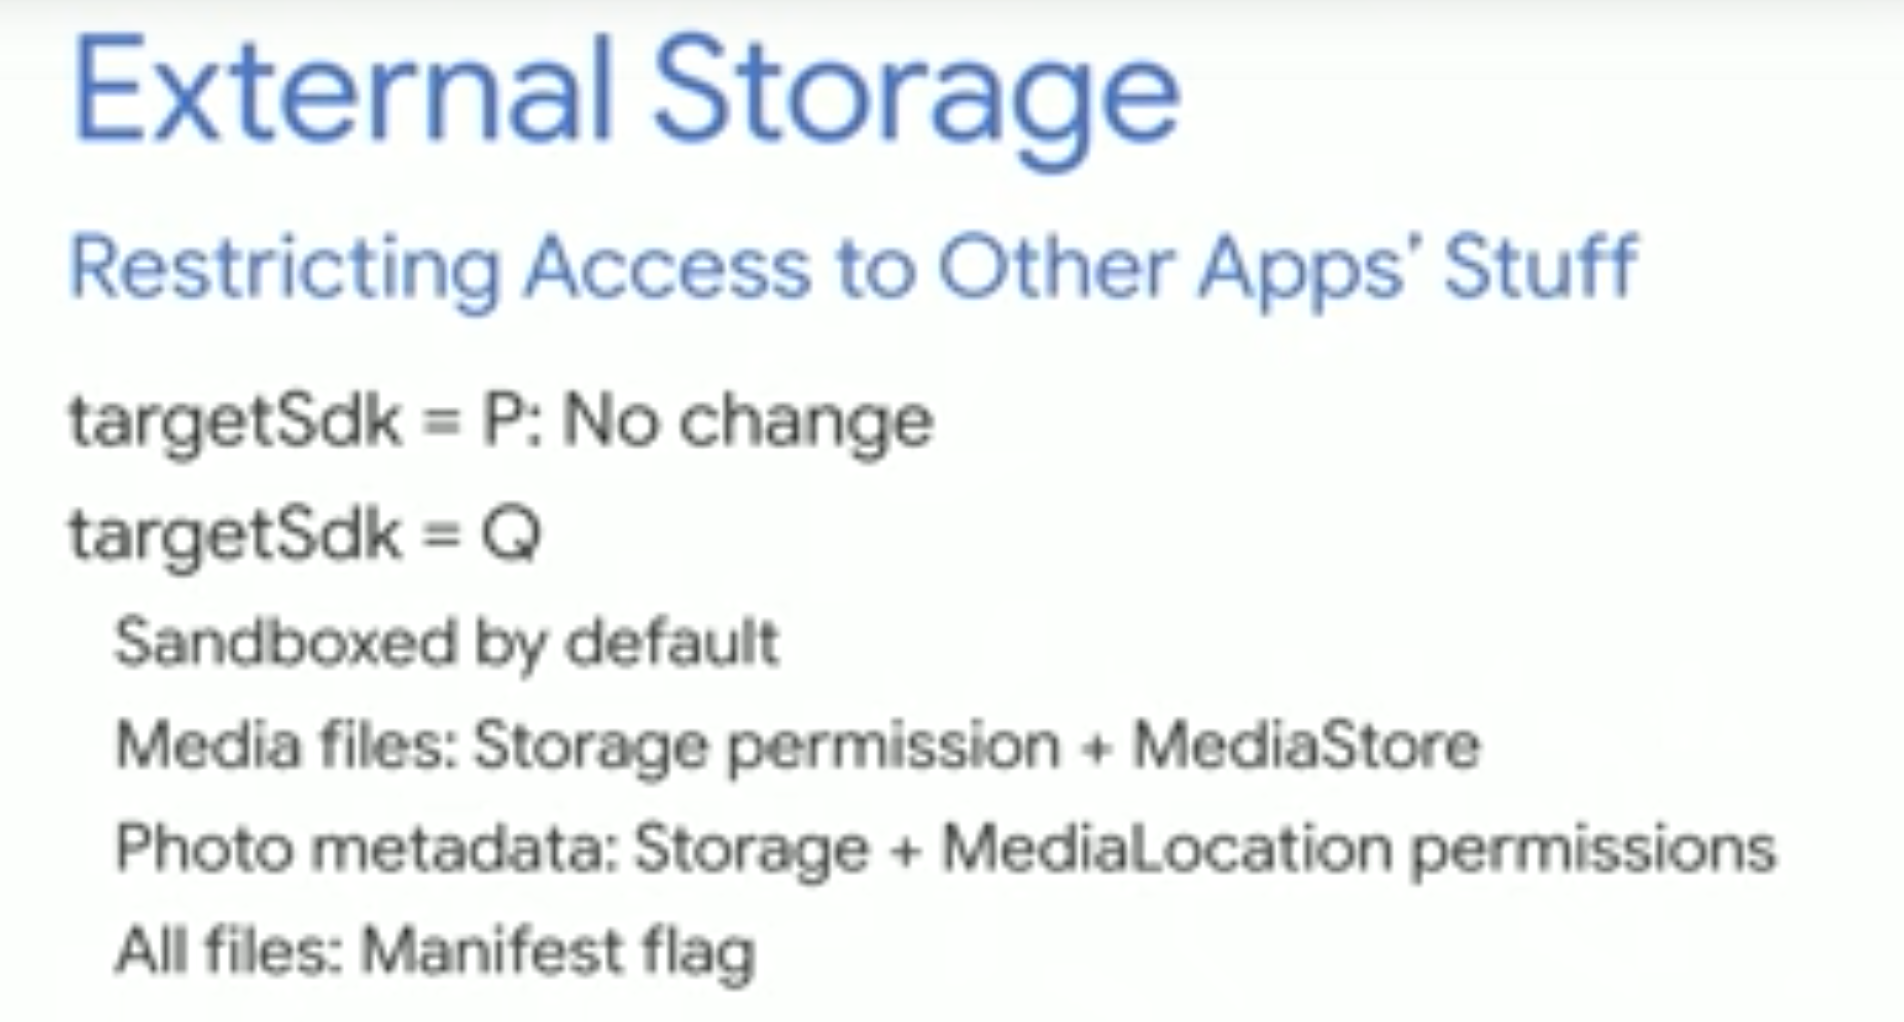 External Storage
Restricting Access to Other Apps’ Stuff
targetSdk = P: No change
targetSdk = Q
Sandboxed by default
Media files: Storage permission + MediaStore
Photo metadata: Storage + MediaLocation permissions
All files: Manifest flag